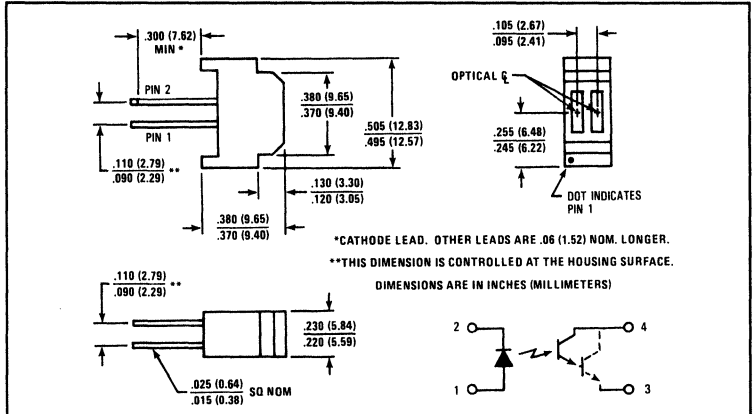 .300 (7.62)
MIN *
PIN 2
PIN 1
.110 (2.79)
.090 (2.29) **
.380 (9.65)
.370 (9.40)
.505 (12.83)
.495 (12.57)
.130 (3.30)
.120 (3.05)
.380 (9.65)
.370 (9.40)
.105 (2.67)
.095 (2.41)
OPTICAL ℄
.255 (6.48)
.245 (6.22)
DOT INDICATES
PIN 1
*CATHODE LEAD. OTHER LEADS ARE .06 (1.52) NOM. LONGER.
**THIS DIMENSION IS CONTROLLED AT THE HOUSING SURFACE.
DIMENSIONS ARE IN INCHES (MILLIMETERS)
.110 (2.79)
.090 (2.29) **
.230 (5.84)
.220 (5.59)
.025 (0.64)
.015 (0.38) SQ NOM
2
4
1
3